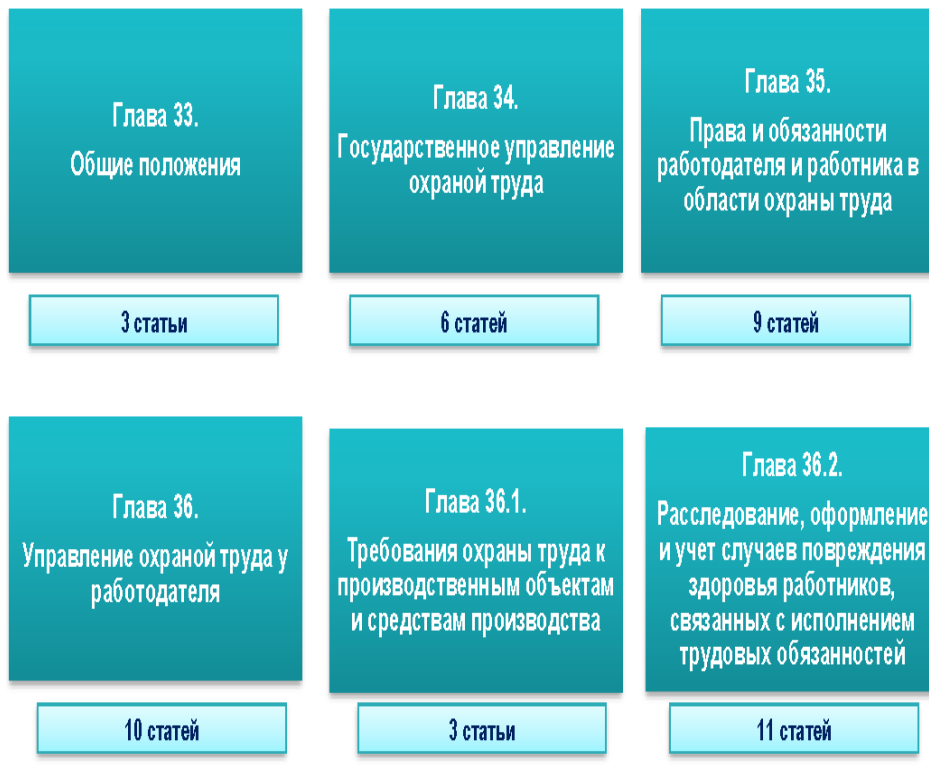 Глава 33.
Общие положения
3 статьи
Глава 34.
Государственное управление
охраной труда
6 статей
Глава 35.
Права и обязанности
работодателя и работника в
области охраны труда
9 статей
Глава 36.
Управление охраной труда у
работодателя
10 статей
Глава 36.1.
Требования охраны труда к
производственным объектам
и средствам производства
3 статьи
Глава 36.2.
Расследование, оформление
и учет случаев повреждения
здоровья работников,
связанных с исполнением
трудовых обязанностей
11 статей